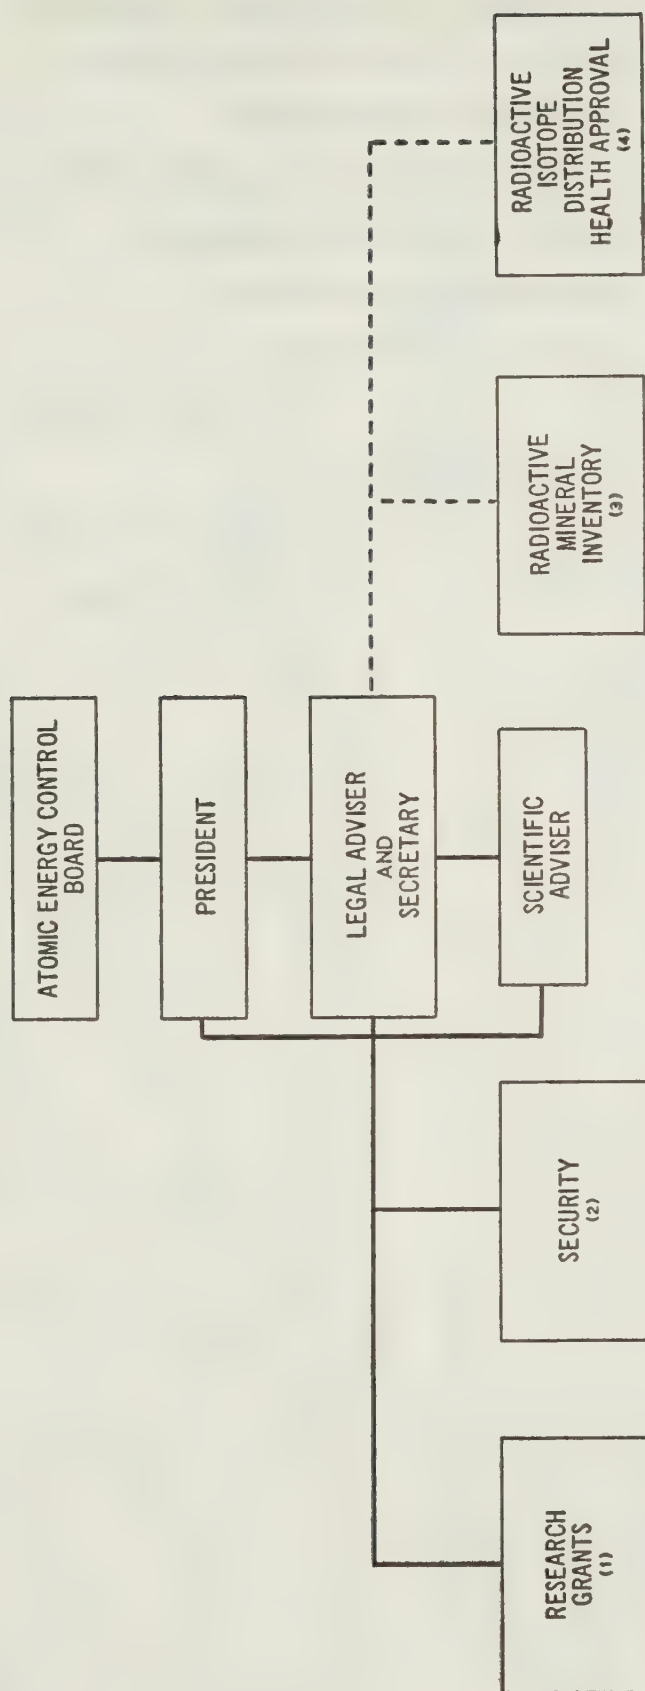 ATOMIC ENERGY CONTROL
BOARD
PRESIDENT
LEGAL ADVISER
AND
SECRETARY
SCIENTIFIC
ADVISER
RESEARCH
GRANTS
(1)
SECURITY
(2)
RADIOACTIVE
MINERAL
INVENTORY
(3)
RADIOACTIVE
ISOTOPE
DISTRIBUTION
HEALTH APPROVAL
(4)